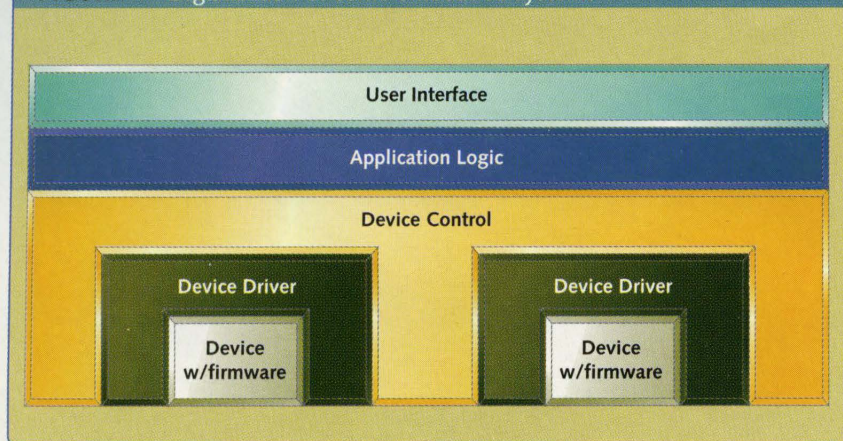 User Interface
Application Logic
Device Control
Device Driver
Device Driver
Device
w/firmware
Device
w/firmware